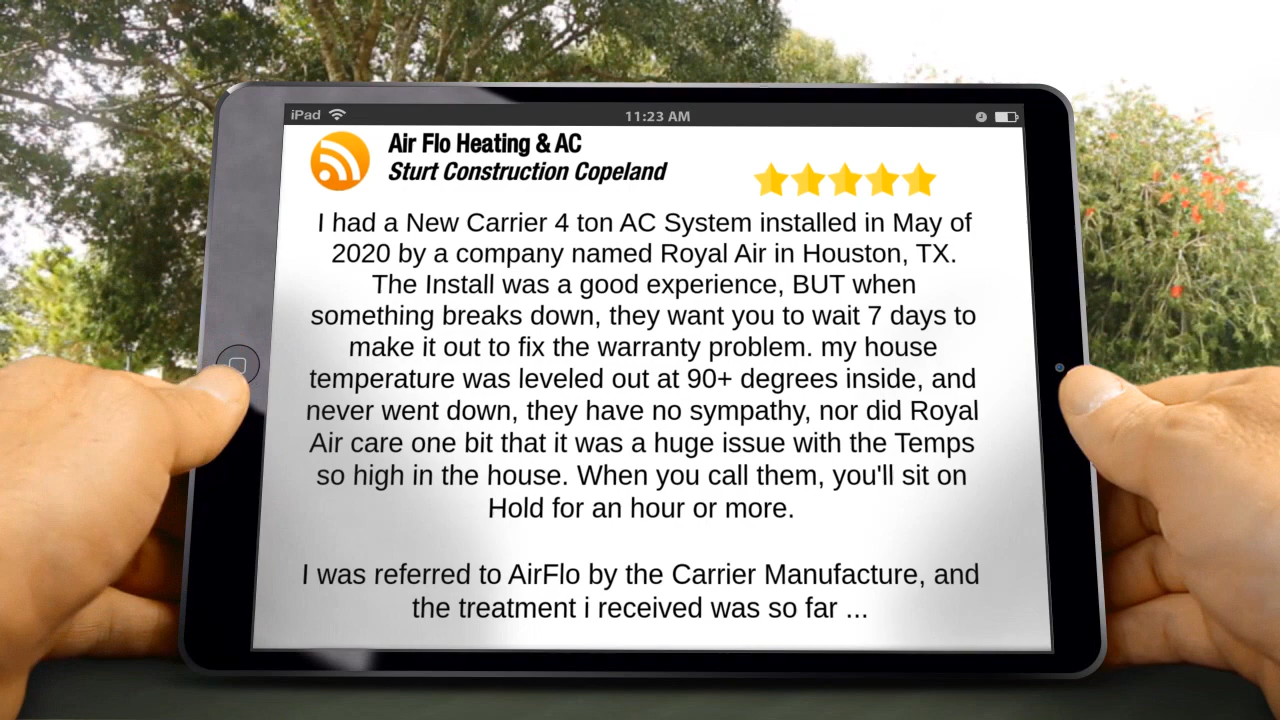 iPad
11:23 AM
Air Flo Heating & AC
Sturt Construction Copeland
I had a New Carrier 4 ton AC System installed in May of
2020 by a company named Royal Air in Houston, TX.
The Install was a good experience, BUT when
something breaks down, they want you to wait 7 days to
make it out to fix the warranty problem. my house
temperature was leveled out at 90+ degrees inside, and
never went down, they have no sympathy, nor did Royal
Air care one bit that it was a huge issue with the Temps
so high in the house. When you call them, you'll sit on
Hold for an hour or more.
I was referred to AirFlo by the Carrier Manufacture, and
the treatment i received was so far ...